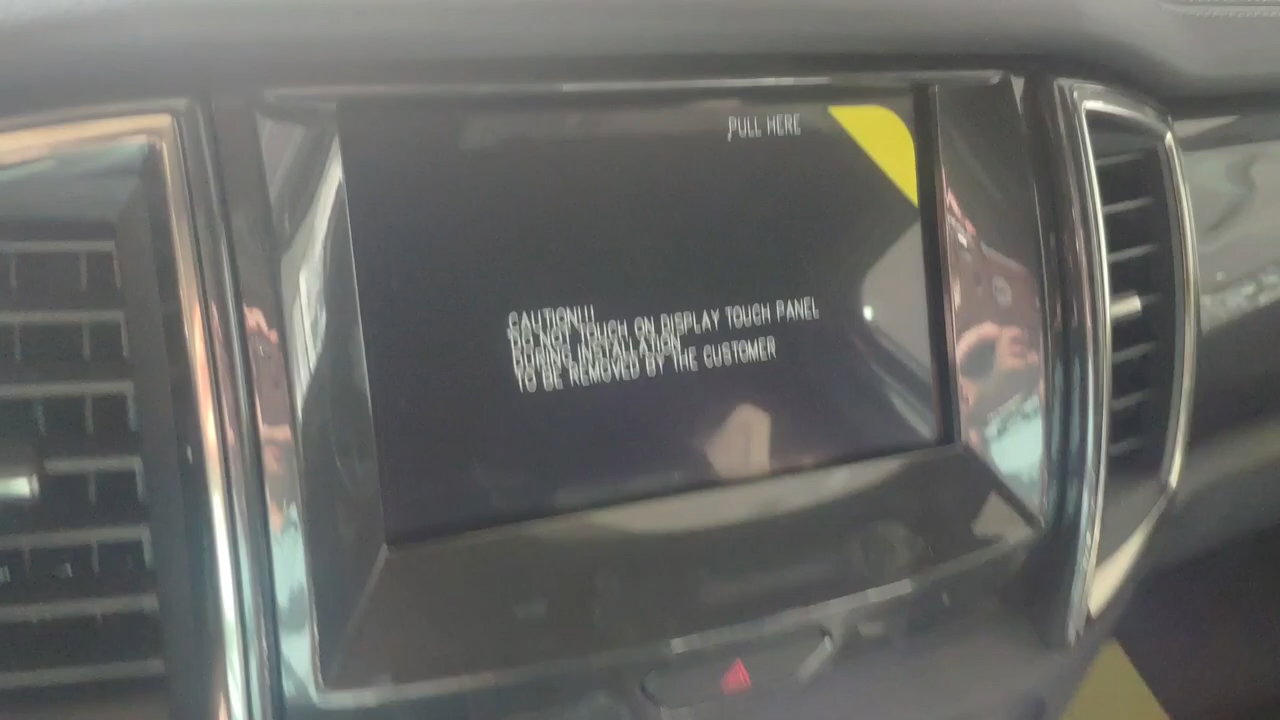 PULL HERE
CAUTION!!!
DO NOT TOUCH ON DISPLAY TOUCH PANEL
DURING INSTALLATION
TO BE REMOVED BY THE CUSTOMER